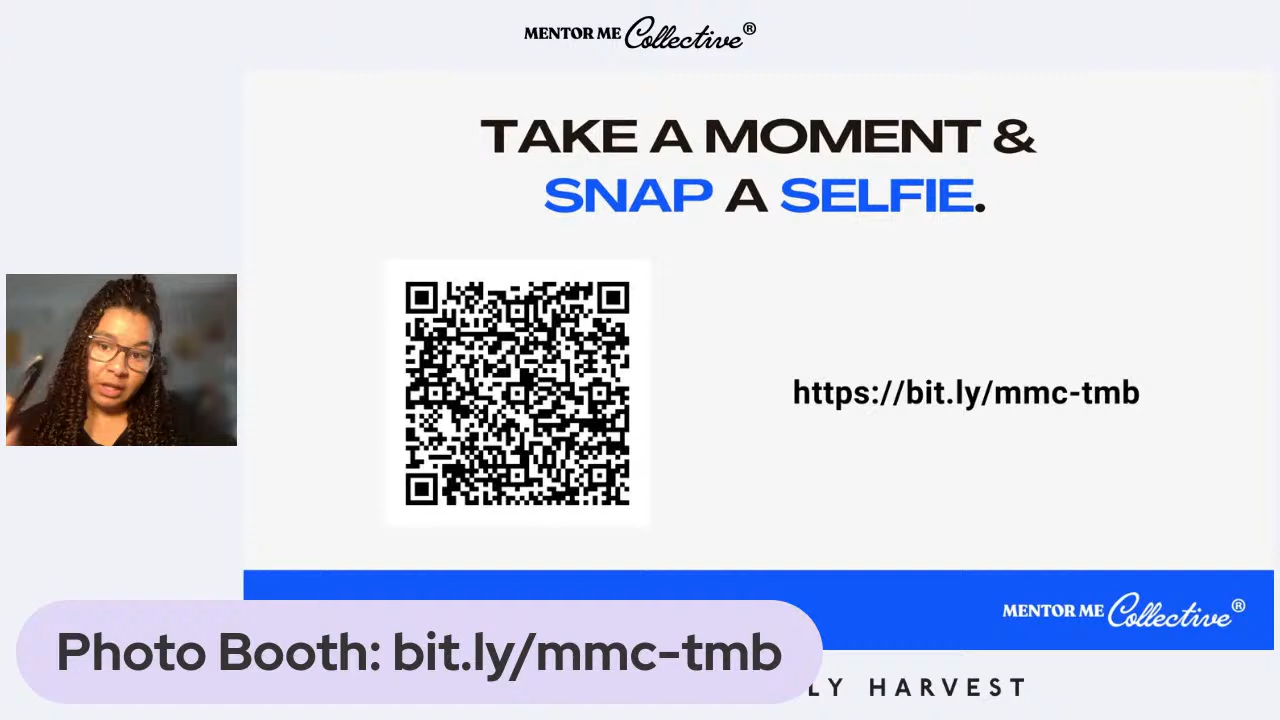 MENTOR ME Collective®
TAKE A MOMENT &
SNAP A SELFIE.
https://bit.ly/mmc-tmb
MENTOR ME Collective®
Photo Booth: bit.ly/mmc-tmb
LY HARVEST